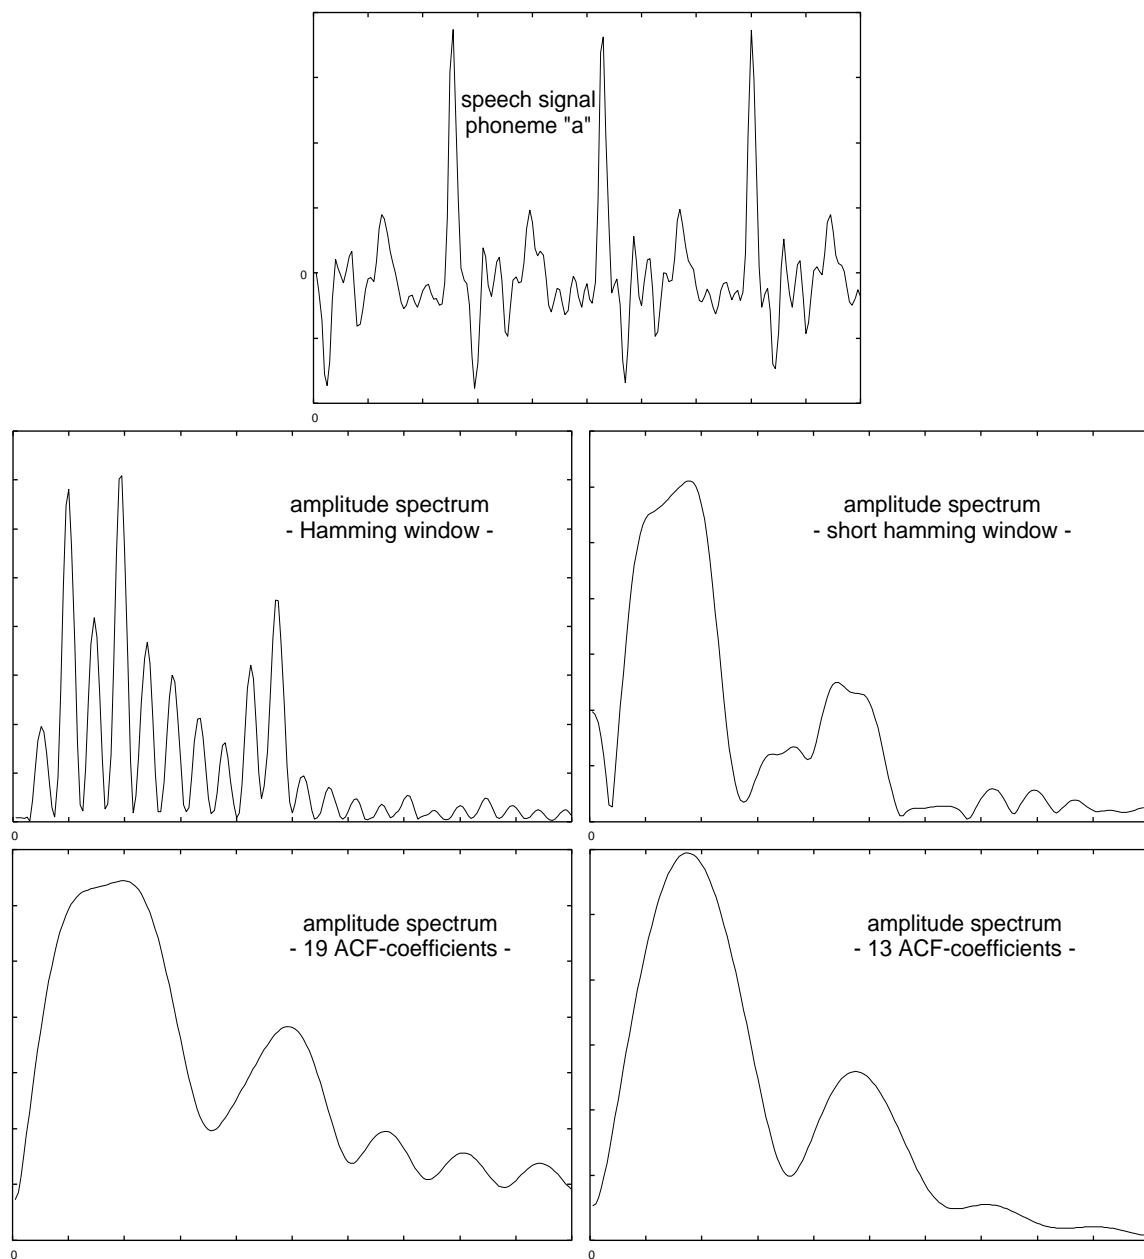 speech signal
phoneme "a"
0
0
amplitude spectrum
- Hamming window -
0
amplitude spectrum
- short hamming window -
0
amplitude spectrum
- 19 ACF-coefficients -
0
amplitude spectrum
- 13 ACF-coefficients -
0